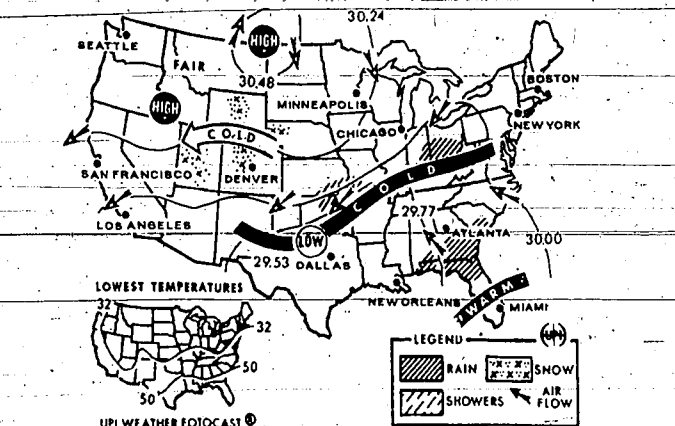 30.24
SEATTLE
HIGH
FAIR
30.48
BOSTON
MINNEAPOLIS
HIGH
NEW YORK
COLD
CHICAGO
SAN FRANCISCO
DENVER
COLD
29.77
LOS ANGELES
ATLANTA
LOW
30.00
29.53
DALLAS
LOWEST TEMPERATURES
NEW ORLEANS
WARM
MIAMI
32
32
LEGEND
UPI
50
RAIN
SNOW
50
SHOWERS
AIR
FLOW
UPI WEATHER FOTOCAST ®